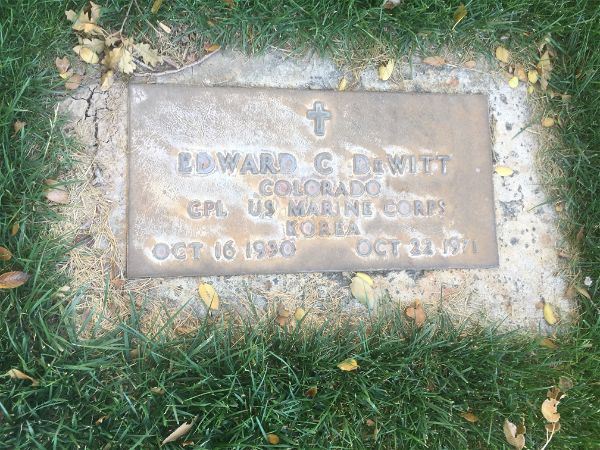 EDWARD C DEWITT
COLORADO
CPL US MARINE CORPS
KOREA
OCT 16 1930 OCT 22 1971